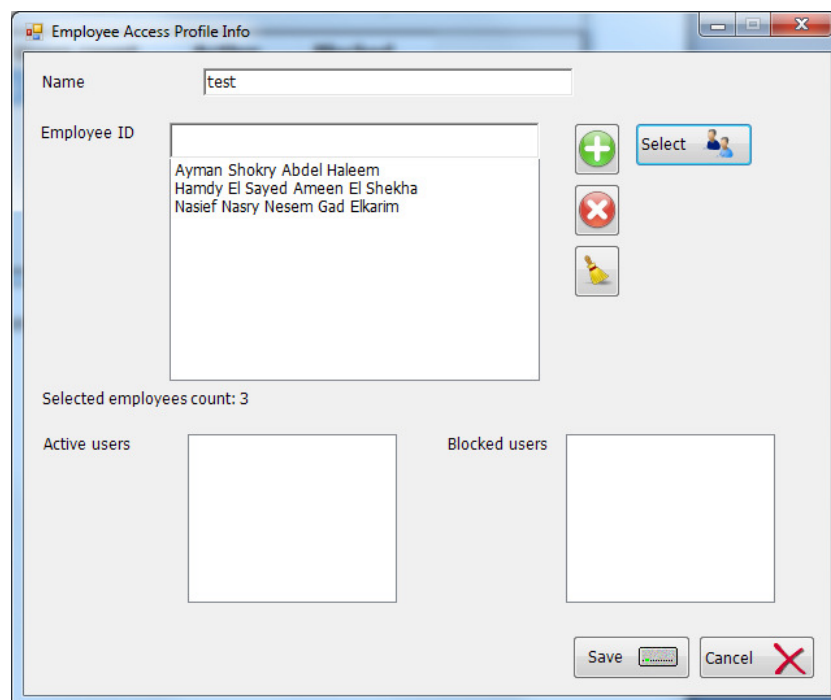 Employee Access Profile Info
Name
test
Employee ID
Select
Ayman Shokry Abdel Haleem
Hamdy El Sayed Ameen El Shekha
Nasief Nasry Nesem Gad Elkarim
Selected employees count: 3
Active users
Blocked users
Save
Cancel